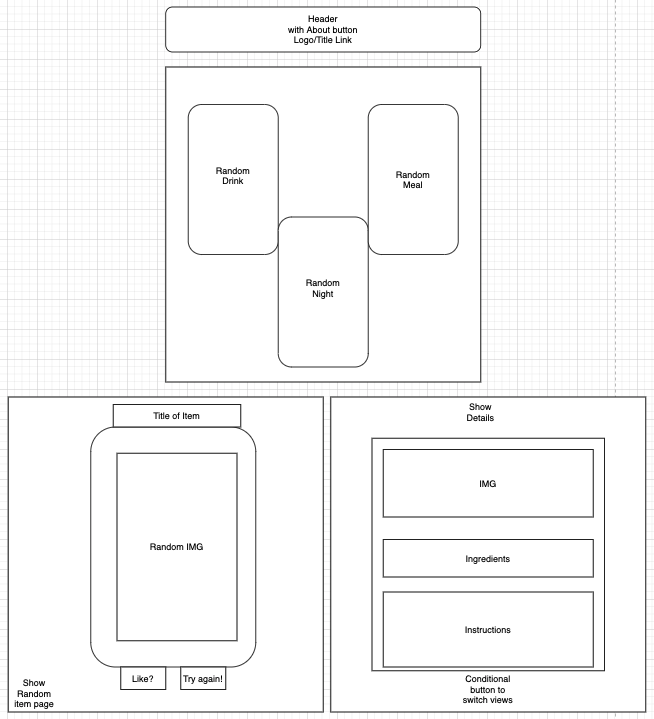 Header
with About button
Logo/Title Link
Random
Drink
Random
Meal
Random
Night
Title of Item
Random IMG
Like?
Try again!
Show
Random
item page
Show
Details
IMG
Ingredients
Instructions
Conditional
button to
switch views